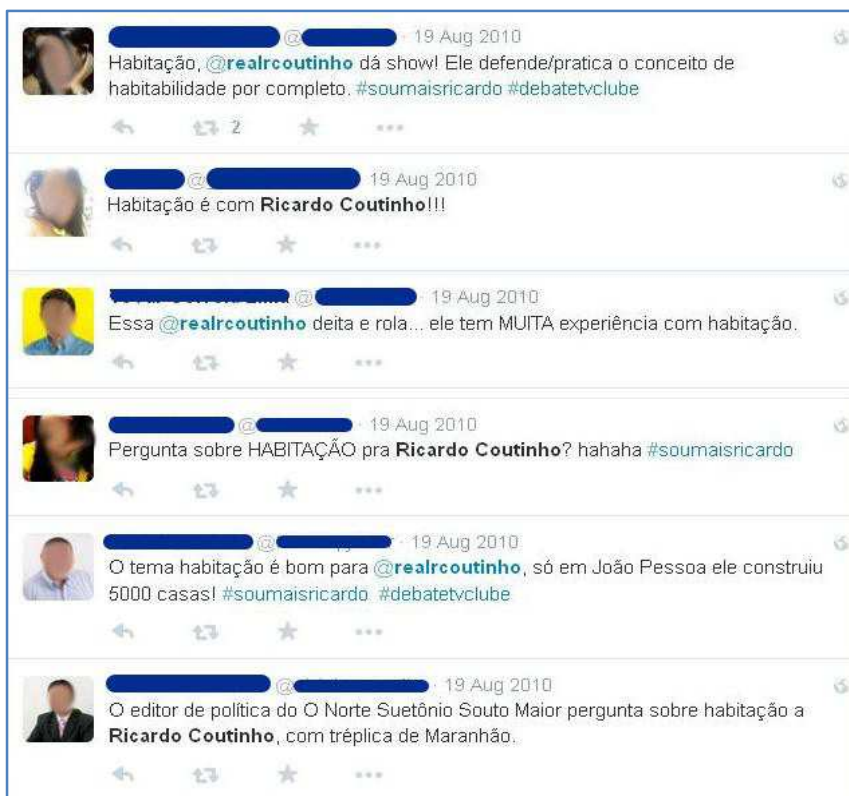 @ · 19 Aug 2010
Habitação, @realrcoutinho dá show! Ele defende/pratica o conceito de
habitabilidade por completo. #soumaisricardo #debatetvclube
2
@ 19 Aug 2010
Habitação é com Ricardo Coutinho!!!
@ · 19 Aug 2010
Essa @realrcoutinho deita e rola... ele tem MUITA experiência com habitação.
@ · 19 Aug 2010
Pergunta sobre HABITAÇÃO pra Ricardo Coutinho? hahaha #soumaisricardo
@ · 19 Aug 2010
O tema habitação é bom para @realrcoutinho, só em João Pessoa ele construiu
5000 casas! #soumaisricardo #debatetvclube
@ · 19 Aug 2010
O editor de política do O Norte Suetônio Souto Maior pergunta sobre habitação a
Ricardo Coutinho, com tréplica de Maranhão.